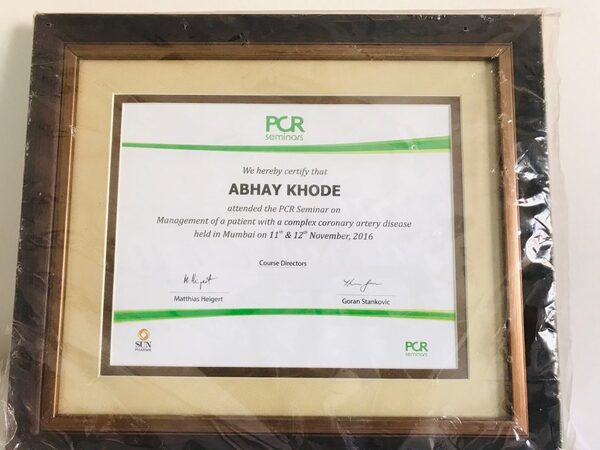 PCR
seminars
We hereby certify that
ABHAY KHODE
attended the PCR Seminar on
Management of a patient with a complex coronary artery disease
held in Mumbai on 11th & 12th November, 2016
Course Directors
Matthias Heigert
Goran Stankovic
SUN
PHARMA
PCR
seminars